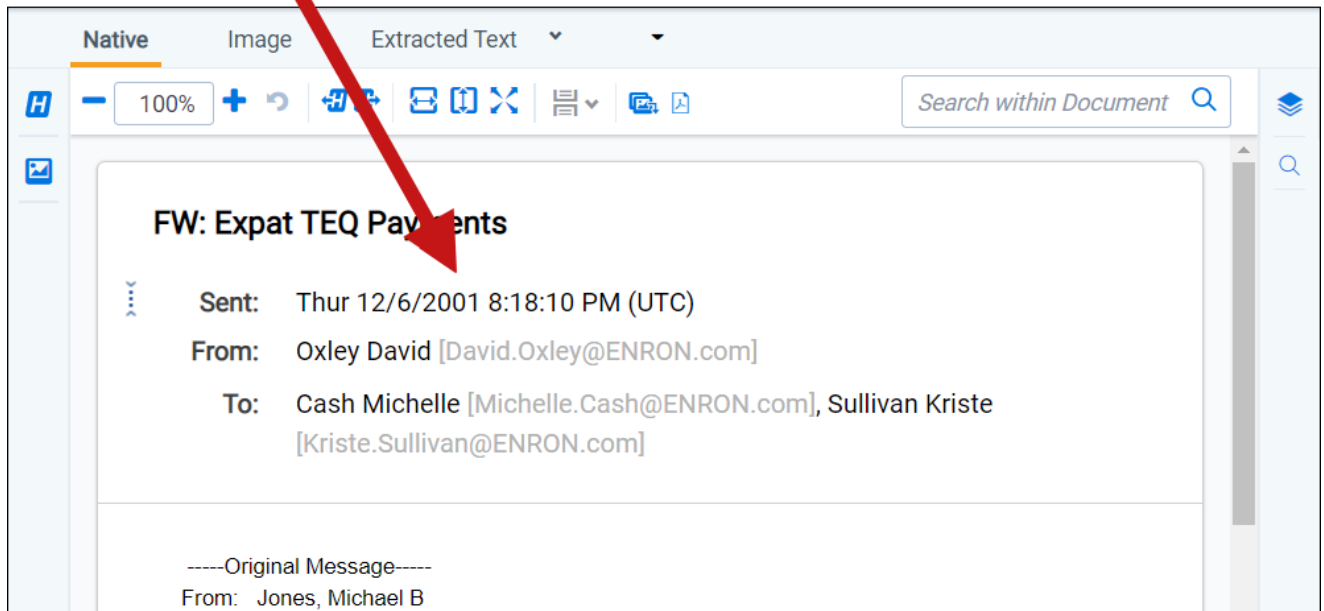 Native Image Extracted Text
100% Search within Document
FW: Expat TEQ Payments
Sent: Thur 12/6/2001 8:18:10 PM (UTC)
From: Oxley David [David.Oxley@ENRON.com]
To: Cash Michelle [Michelle.Cash@ENRON.com], Sullivan Kriste
[Kriste.Sullivan@ENRON.com]
-----Original Message-----
From: Jones, Michael B